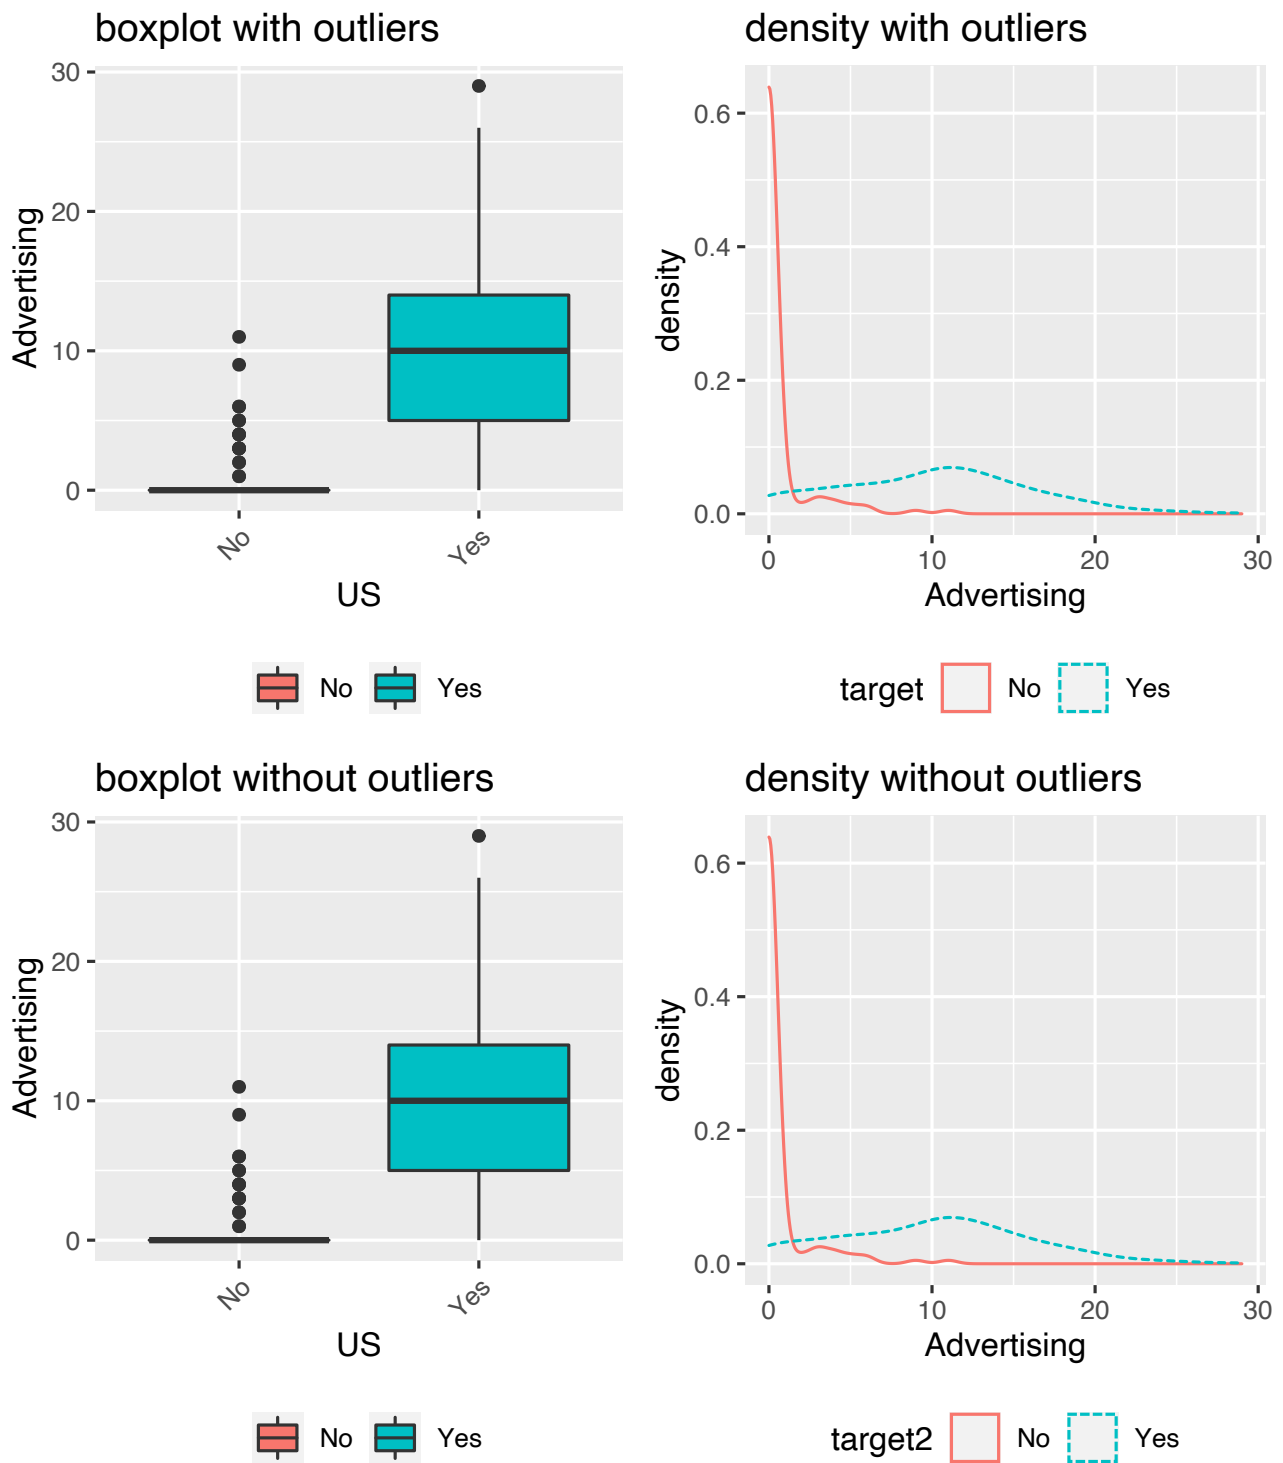 boxplot with outliers
30
20
10
0
Advertising
No
Yes
US
No Yes
density with outliers
0.6
0.4
0.2
0.0
density
0 10 20 30
Advertising
target No Yes
boxplot without outliers
30
20
10
0
Advertising
No
Yes
US
No Yes
density without outliers
0.6
0.4
0.2
0.0
density
0 10 20 30
Advertising
target2 No Yes